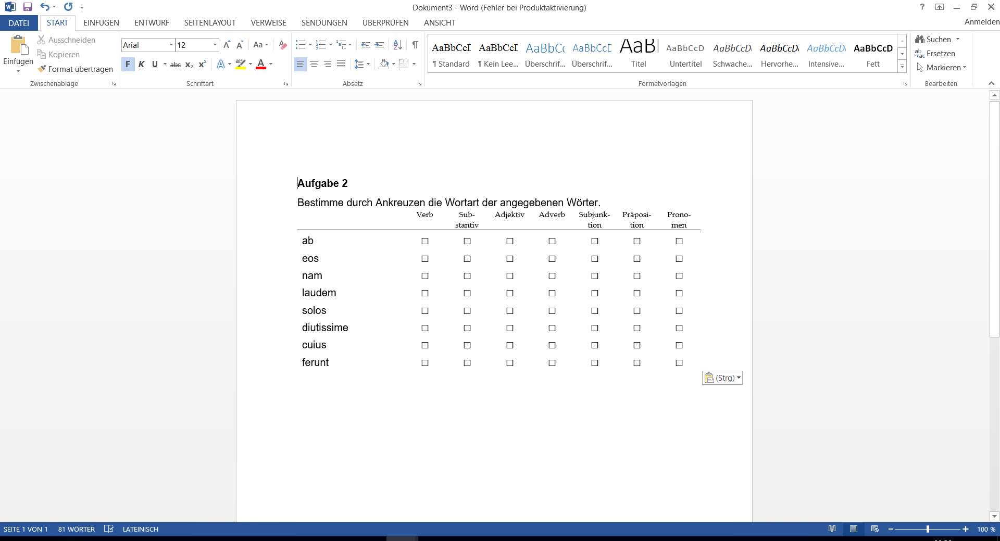 Dokument3 - Word (Fehler bei Produktaktivierung)
DATEI START EINFÜGEN ENTWURF SEITENLAYOUT VERWEISE SENDUNGEN ÜBERPRÜFEN ANSICHT Anmelden
Einfügen
Ausschneiden
Kopieren
Format übertragen
Zwischenablage
Arial 12
F K U abc x₂ x²
Schriftart
Absatz
AaBbCcI AaBbCcI AaBbCc AaBbCcC AaB AaBbCcD AaBbCcD AaBbCcD AaBbCcD AaBbCcD
¶ Standard ¶ Kein Lee... Überschrif... Überschrif... Titel Untertitel Schwache... Hervorhe... Intensive... Fett
Formatvorlagen
Suchen
Ersetzen
Markieren
Bearbeiten
Aufgabe 2
Bestimme durch Ankreuzen die Wortart der angegebenen Wörter.
Verb Sub- Adjektiv Adverb Subjunk- Präposi- Prono-
stantiv tion tion men
ab ☐ ☐ ☐ ☐ ☐ ☐ ☐
eos ☐ ☐ ☐ ☐ ☐ ☐ ☐
nam ☐ ☐ ☐ ☐ ☐ ☐ ☐
laudem ☐ ☐ ☐ ☐ ☐ ☐ ☐
solos ☐ ☐ ☐ ☐ ☐ ☐ ☐
diutissime ☐ ☐ ☐ ☐ ☐ ☐ ☐
cuius ☐ ☐ ☐ ☐ ☐ ☐ ☐
ferunt ☐ ☐ ☐ ☐ ☐ ☐ ☐
(Strg)
SEITE 1 VON 1 81 WÖRTER LATEINISCH 100 %